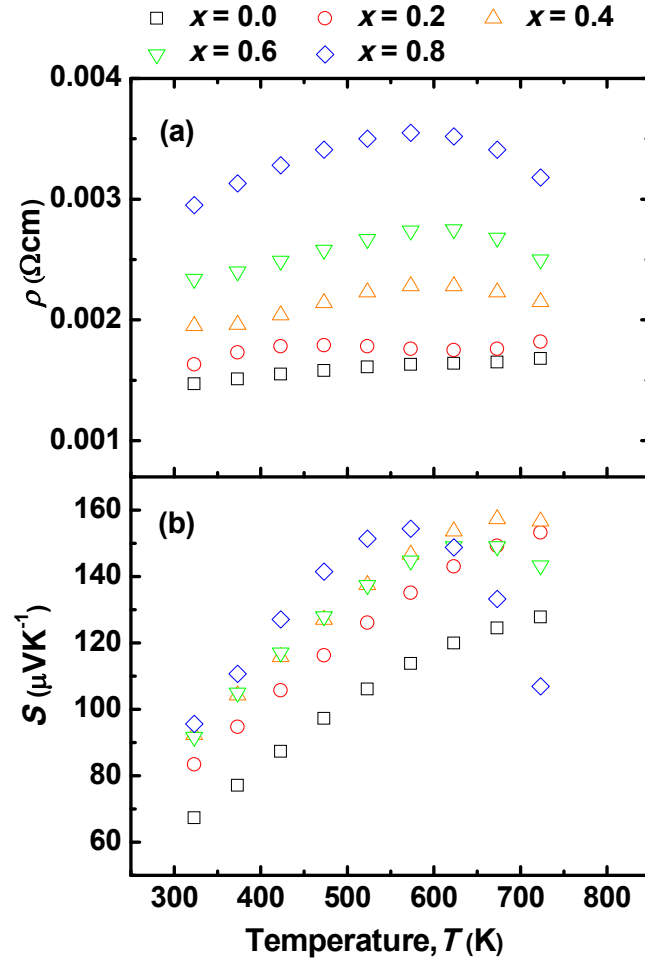 x = 0.0 x = 0.2 x = 0.4
x = 0.6 x = 0.8
0.004
(a)
0.003
0.002
0.001
ρ (Ωcm)
(b)
160
140
120
100
80
60
S (μVK⁻¹)
300 400 500 600 700 800
Temperature, T (K)